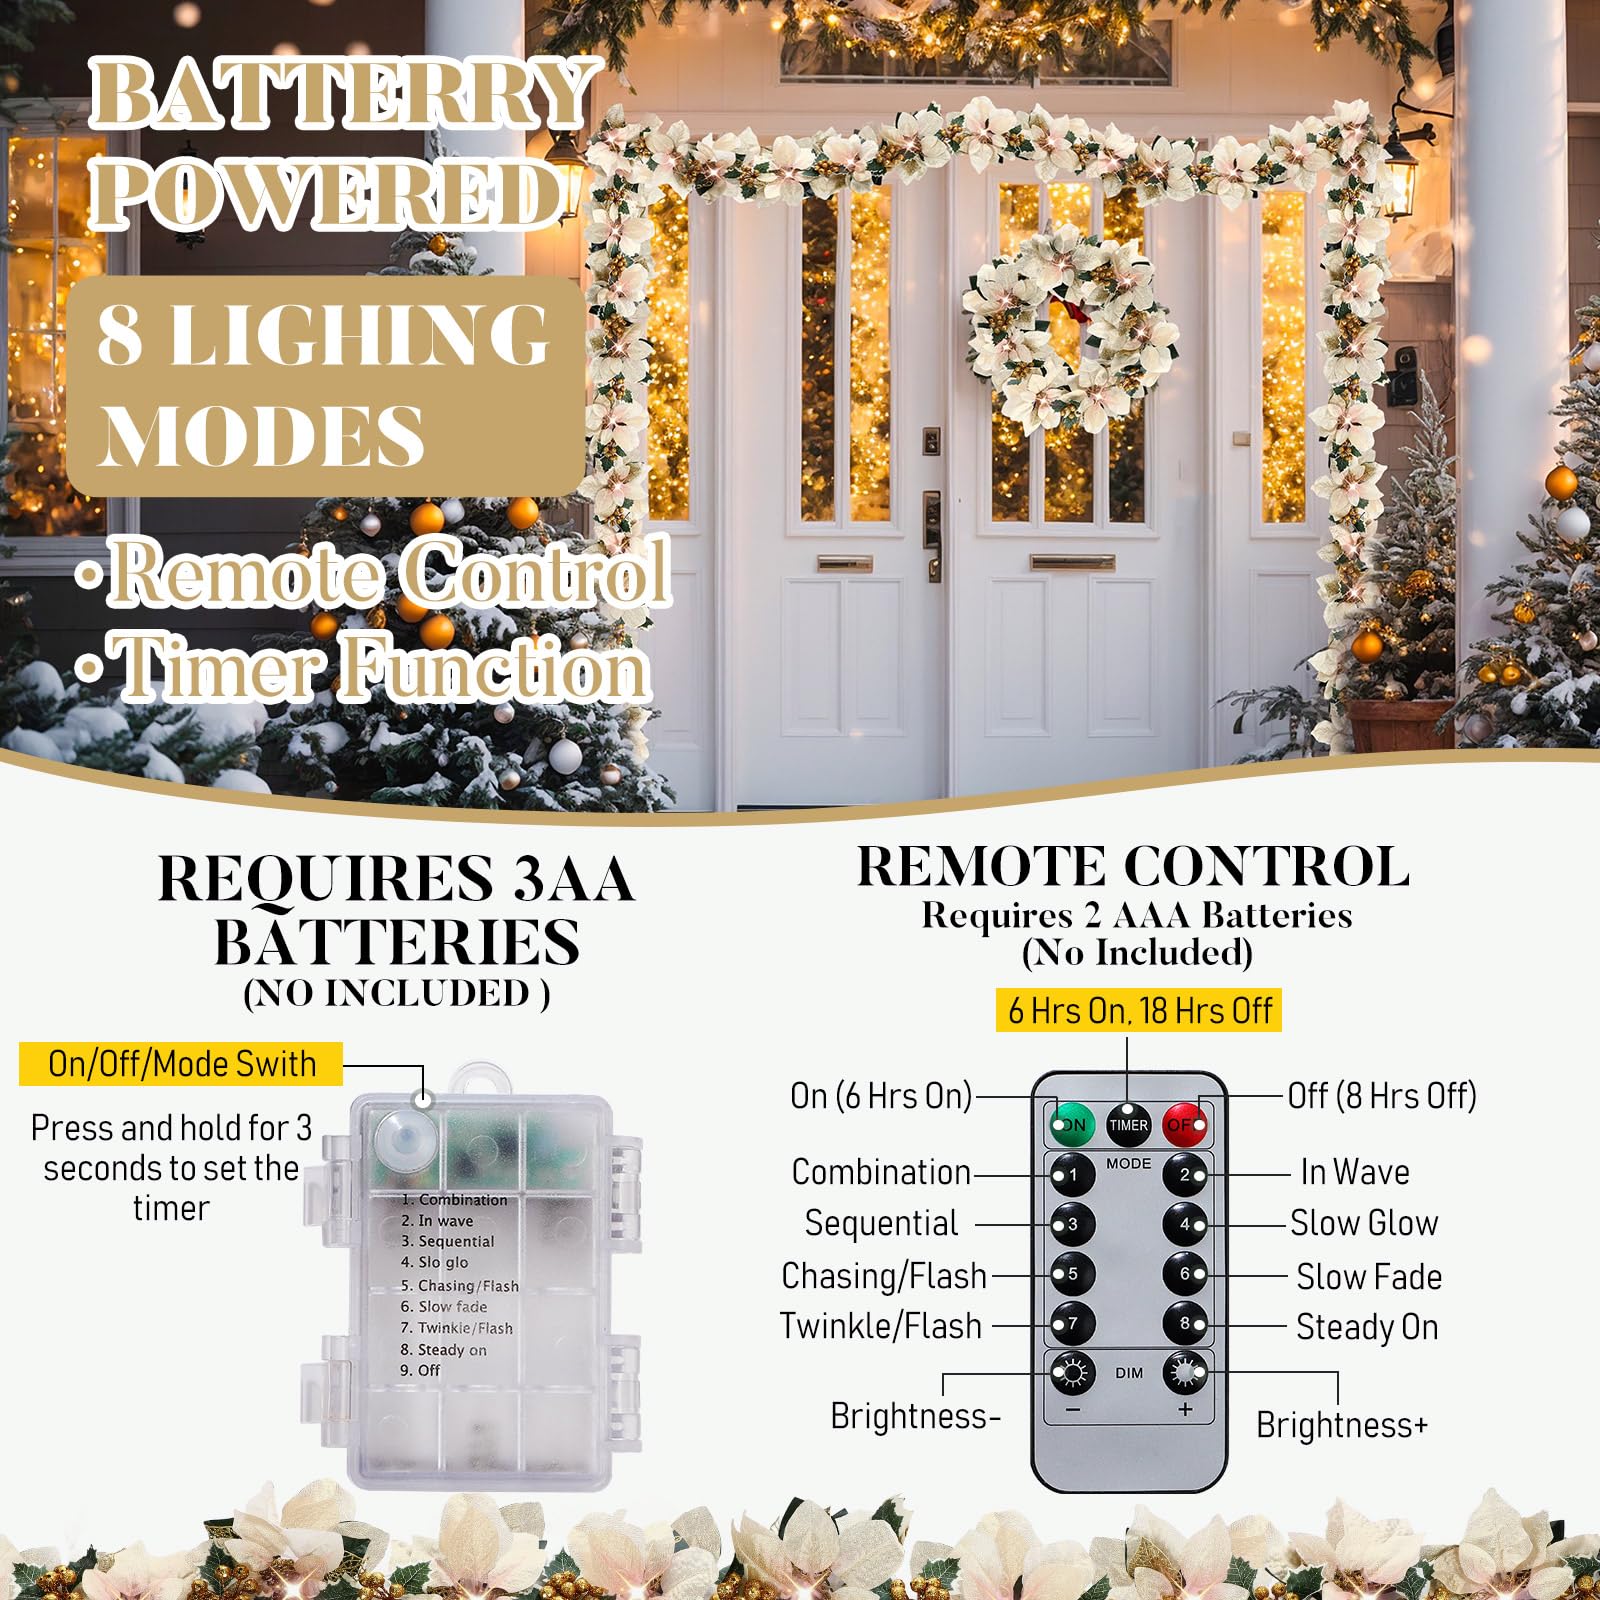 BATTERRY
POWERED
8 LIGHING
MODES
•Remote Control
•Timer Function
REQUIRES 3AA
BATTERIES
(NO INCLUDED )
On/Off/Mode Swith
Press and hold for 3
seconds to set the
timer
1. Combination
2. In wave
3. Sequential
4. Slo glo
5. Chasing/Flash
6. Slow fade
7. Twinkie/Flash
8. Steady on
9. Off
REMOTE CONTROL
Requires 2 AAA Batteries
(No Included)
6 Hrs On, 18 Hrs Off
On (6 Hrs On)
ON
TIMER
OFF
Off (8 Hrs Off)
MODE
Combination
1
2
In Wave
Sequential
3
4
Slow Glow
Chasing/Flash
5
6
Slow Fade
Twinkle/Flash
7
8
Steady On
DIM
−
+
Brightness-
Brightness+